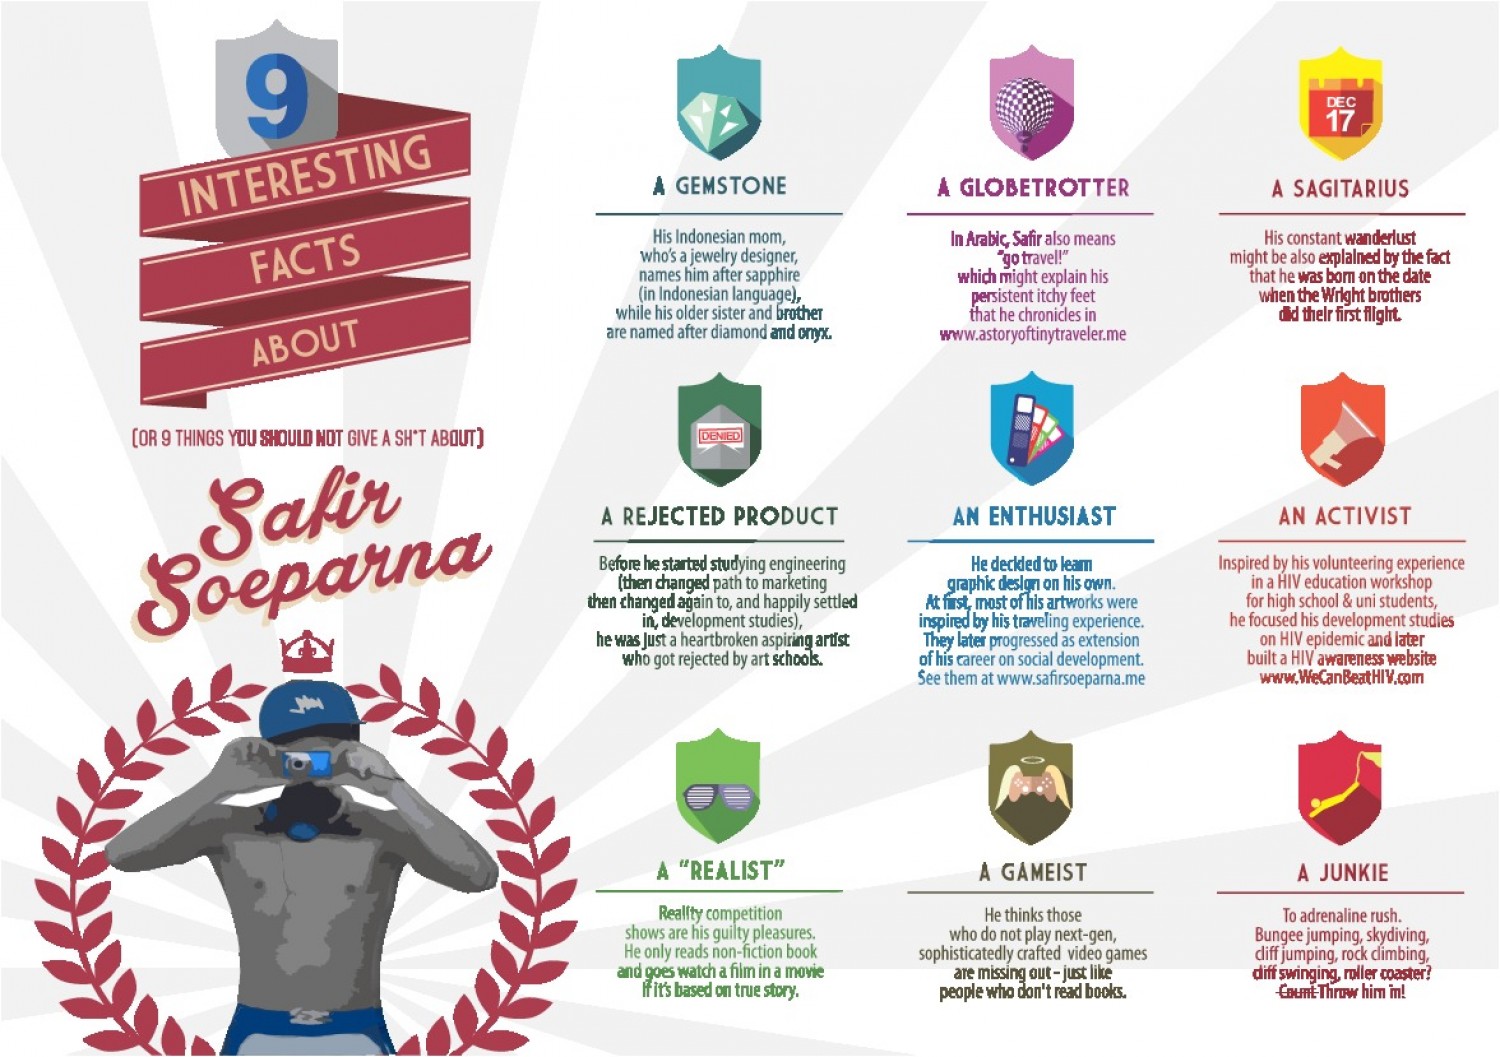 9
INTERESTING
FACTS
ABOUT
(OR 9 THINGS YOU SHOULD NOT GIVE A SH*T ABOUT)
Safir
Soeparna
A GEMSTONE
His Indonesian mom,
who's a jewelry designer,
names him after sapphire
(in Indonesian language),
while his older sister and brother
are named after diamond and onyx.
A GLOBETROTTER
In Arabic, Safir also means
"go travel!"
which might explain his
persistent itchy feet
that he chronicles in
www.astoryoftinytraveler.me
DEC
17
A SAGITARIUS
His constant wanderlust
might be also explained by the fact
that he was born on the date
when the Wright brothers
did their first flight.
DENIED
A REJECTED PRODUCT
Before he started studying engineering
(then changed path to marketing
then changed again to, and happily settled
in, development studies),
he was just a heartbroken aspiring artist
who got rejected by art schools.
AN ENTHUSIAST
He decided to learn
graphic design on his own.
At first, most of his artworks were
inspired by his traveling experience.
They later progressed as extension
of his career on social development.
See them at www.safirsoeparna.me
AN ACTIVIST
Inspired by his volunteering experience
in a HIV education workshop
for high school & uni students,
he focused his development studies
on HIV epidemic and later
built a HIV awareness website
www.WeCanBeatHIV.com
A "REALIST"
Reality competition
shows are his guilty pleasures.
He only reads non-fiction book
and goes watch a film in a movie
if it's based on true story.
A GAMEIST
He thinks those
who do not play next-gen,
sophisticatedly crafted video games
are missing out – just like
people who don't read books.
A JUNKIE
To adrenaline rush.
Bungee jumping, skydiving,
cliff jumping, rock climbing,
cliff swinging, roller coaster?
Count Throw him in!